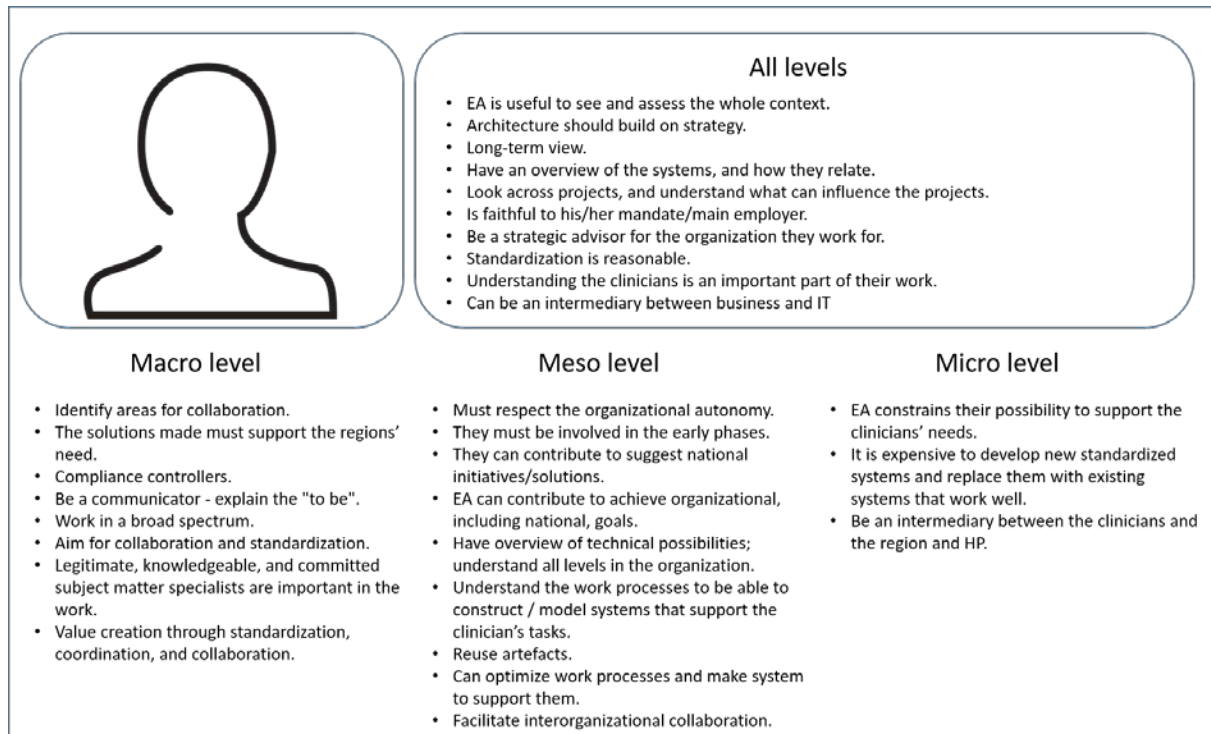 All levels
• EA is useful to see and assess the whole context.
• Architecture should build on strategy.
• Long-term view.
• Have an overview of the systems, and how they relate.
• Look across projects, and understand what can influence the projects.
• Is faithful to his/her mandate/main employer.
• Be a strategic advisor for the organization they work for.
• Standardization is reasonable.
• Understanding the clinicians is an important part of their work.
• Can be an intermediary between business and IT
Macro level
• Identify areas for collaboration.
• The solutions made must support the regions’
need.
• Compliance controllers.
• Be a communicator - explain the "to be".
• Work in a broad spectrum.
• Aim for collaboration and standardization.
• Legitimate, knowledgeable, and committed
subject matter specialists are important in the
work.
• Value creation through standardization,
coordination, and collaboration.
Meso level
• Must respect the organizational autonomy.
• They must be involved in the early phases.
• They can contribute to suggest national
initiatives/solutions.
• EA can contribute to achieve organizational,
including national, goals.
• Have overview of technical possibilities;
understand all levels in the organization.
• Understand the work processes to be able to
construct / model systems that support the
clinician’s tasks.
• Reuse artefacts.
• Can optimize work processes and make system
to support them.
• Facilitate interorganizational collaboration.
Micro level
• EA constrains their possibility to support the
clinicians’ needs.
• It is expensive to develop new standardized
systems and replace them with existing
systems that work well.
• Be an intermediary between the clinicians and
the region and HP.